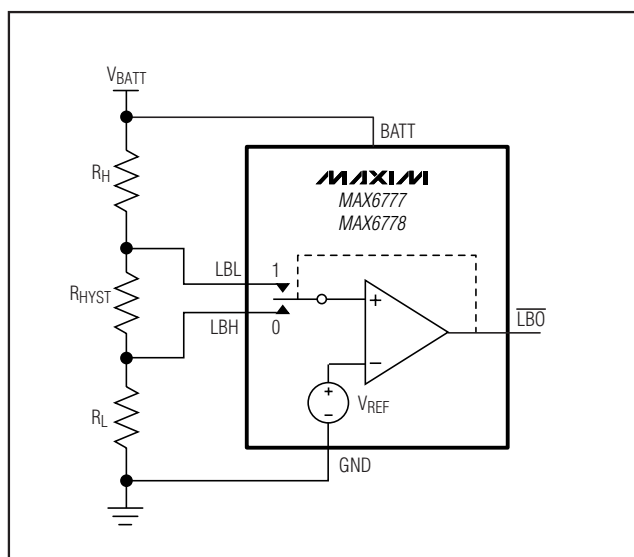 VBATT
BATT
RH
MAXIM
MAX6777
MAX6778
LBL
1
RHYST
+
LBO
LBH
0
−
+
−
VREF
RL
GND